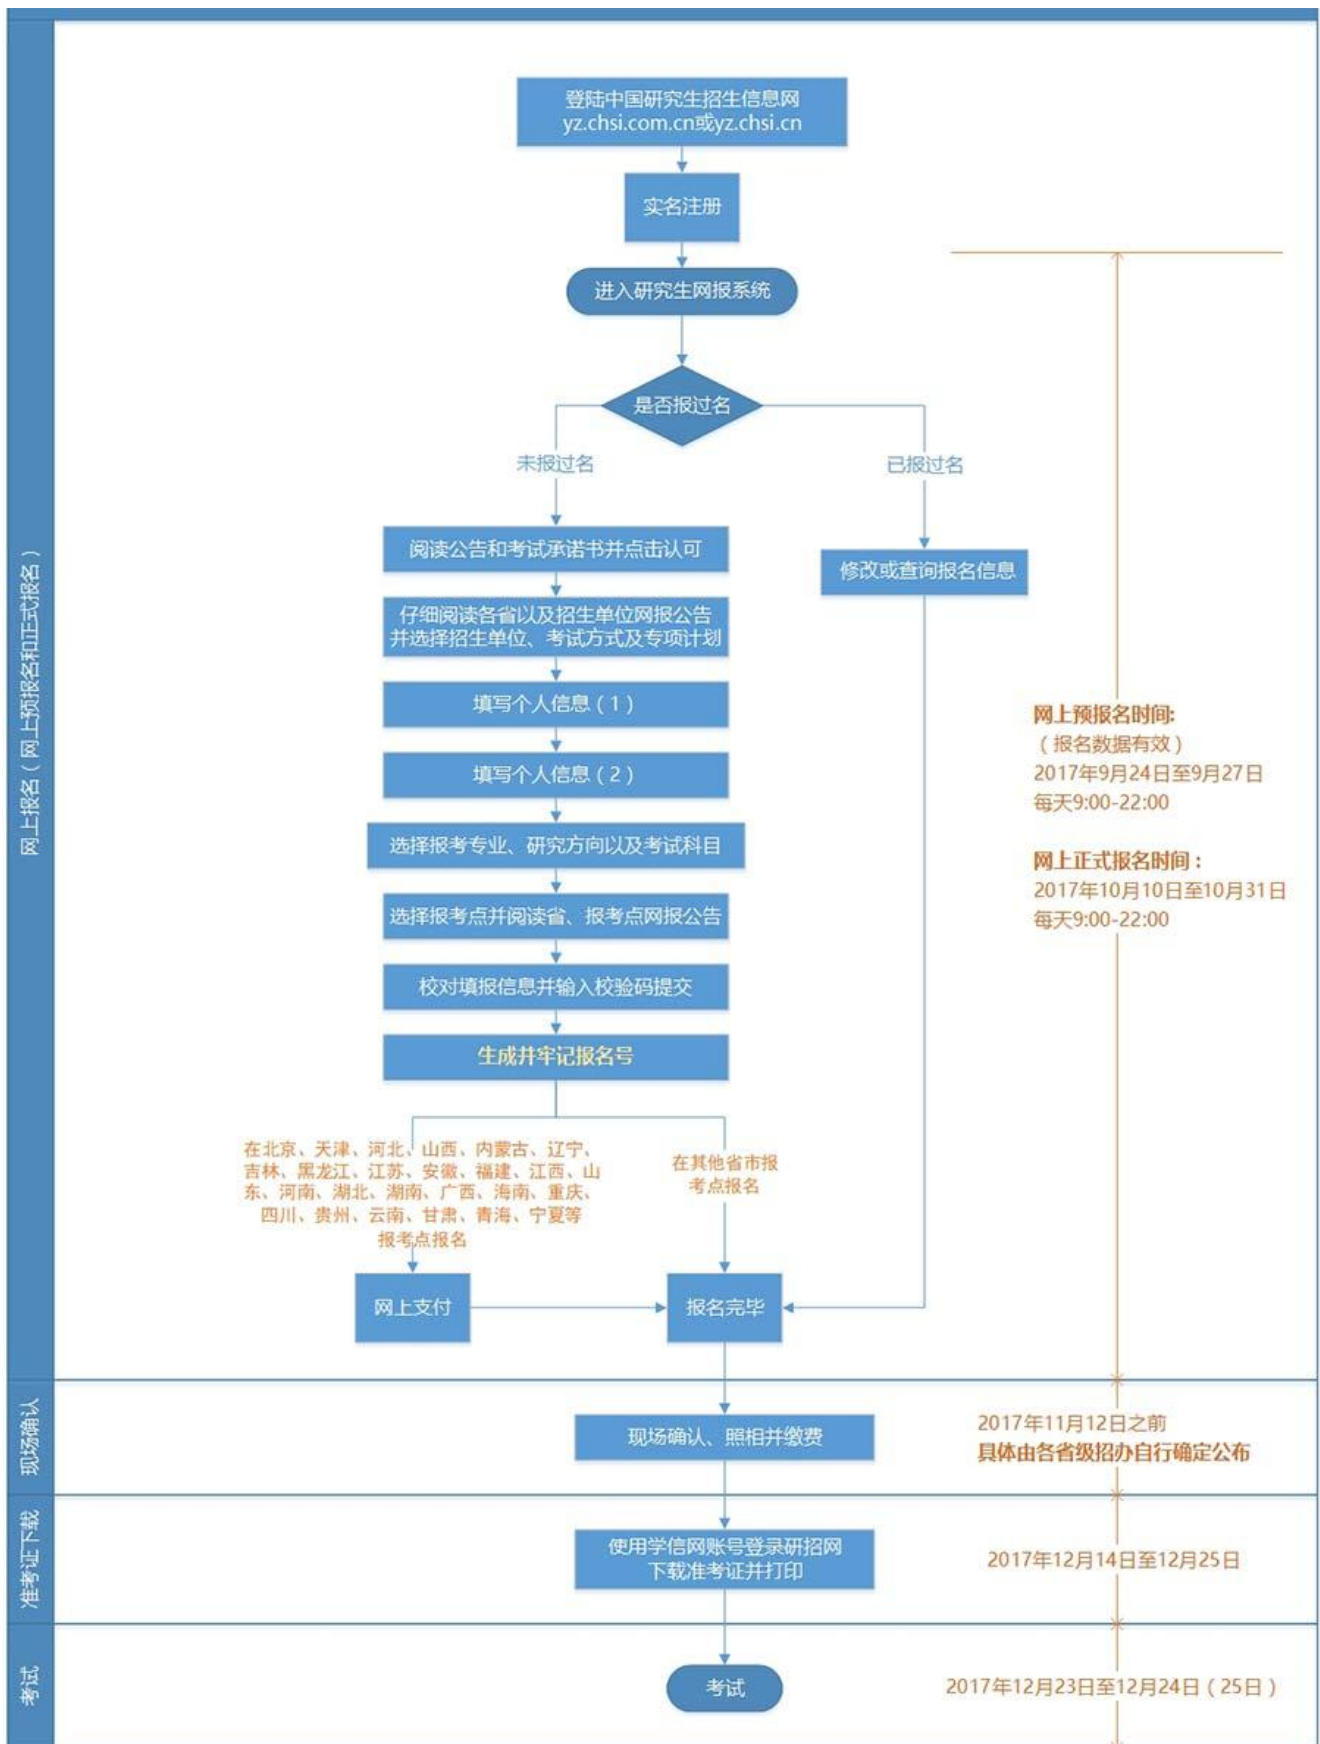 登陆中国研究生招生信息网
yz.chsi.com.cn或yz.chsi.cn
实名注册
进入研究生网报系统
是否报过名
未报过名
已报过名
阅读公告和考试承诺书并点击认可
修改或查询报名信息
仔细阅读各省以及招生单位网报公告
并选择招生单位、考试方式及专项计划
填写个人信息(1)
填写个人信息(2)
选择报考专业、研究方向以及考试科目
选择报考点并阅读省、报考点网报公告
校对填报信息并输入校验码提交
生成并牢记报名号
在北京、天津、河北、山西、内蒙古、辽宁、
吉林、黑龙江、江苏、安徽、福建、江西、山
东、河南、湖北、湖南、广西、海南、重庆、
四川、贵州、云南、甘肃、青海、宁夏等
报考点报名
在其他省市报
考点报名
网上支付
报名完毕
网上报名(网上预报名和正式报名)
网上预报名时间:
(报名数据有效)
2017年9月24日至9月27日
每天9:00-22:00
网上正式报名时间:
2017年10月10日至10月31日
每天9:00-22:00
现场确认
现场确认、照相并缴费
2017年11月12日之前
具体由各省级招办自行确定公布
准考证下载
使用学信网账号登录研招网
下载准考证并打印
2017年12月14日至12月25日
考试
考试
2017年12月23日至12月24日(25日)